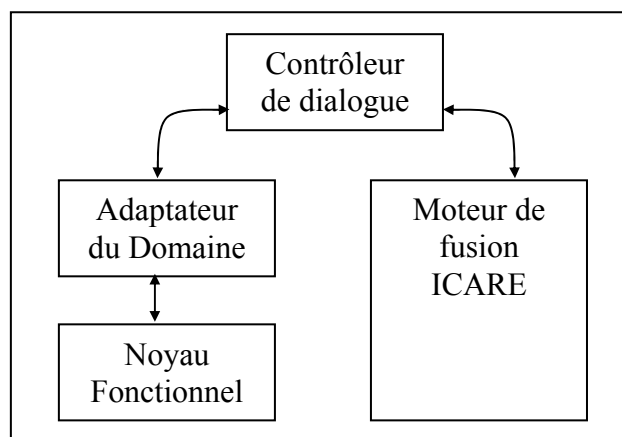 Contrôleur
de dialogue
Adaptateur
du Domaine
Moteur de
fusion
ICARE
Noyau
Fonctionnel